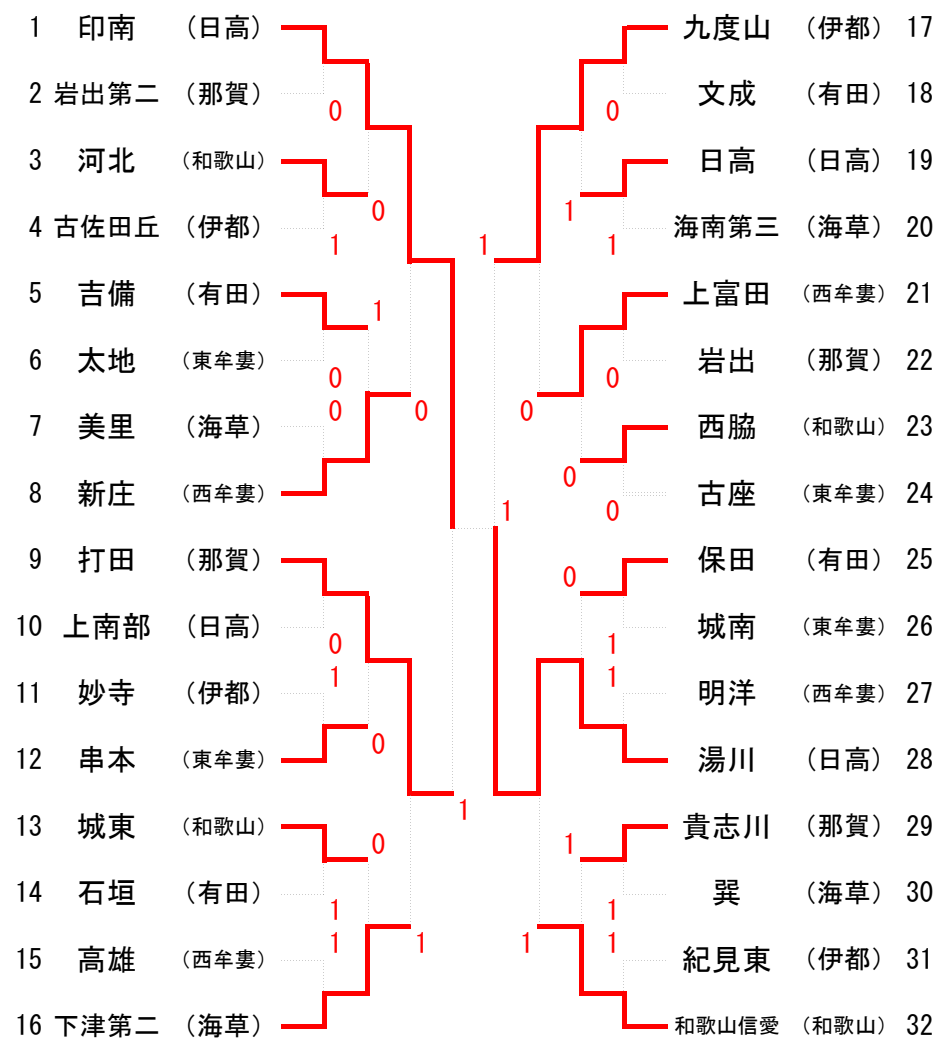 1 印南 （日高）
2 岩出第二 （那賀）
0
3 河北 （和歌山）
0
4 古佐田丘 （伊都）
1
5 吉備 （有田）
1
6 太地 （東牟婁）
0
0
0
7 美里 （海草）
8 新庄 （西牟婁）
9 打田 （那賀）
10 上南部 （日高）
0
1
11 妙寺 （伊都）
0
12 串本 （東牟婁）
1
13 城東 （和歌山）
0
14 石垣 （有田）
1
1
1
15 高雄 （西牟婁）
16 下津第二 （海草）
九度山 （伊都） 17
文成 （有田） 18
0
日高 （日高） 19
1
海南第三 （海草） 20
1
1
上富田 （西牟婁） 21
岩出 （那賀） 22
0
0
西脇 （和歌山） 23
0
古座 （東牟婁） 24
0
1
保田 （有田） 25
0
城南 （東牟婁） 26
1
1
明洋 （西牟婁） 27
湯川 （日高） 28
貴志川 （那賀） 29
1
巽 （海草） 30
1
1
1
紀見東 （伊都） 31
和歌山信愛 （和歌山） 32